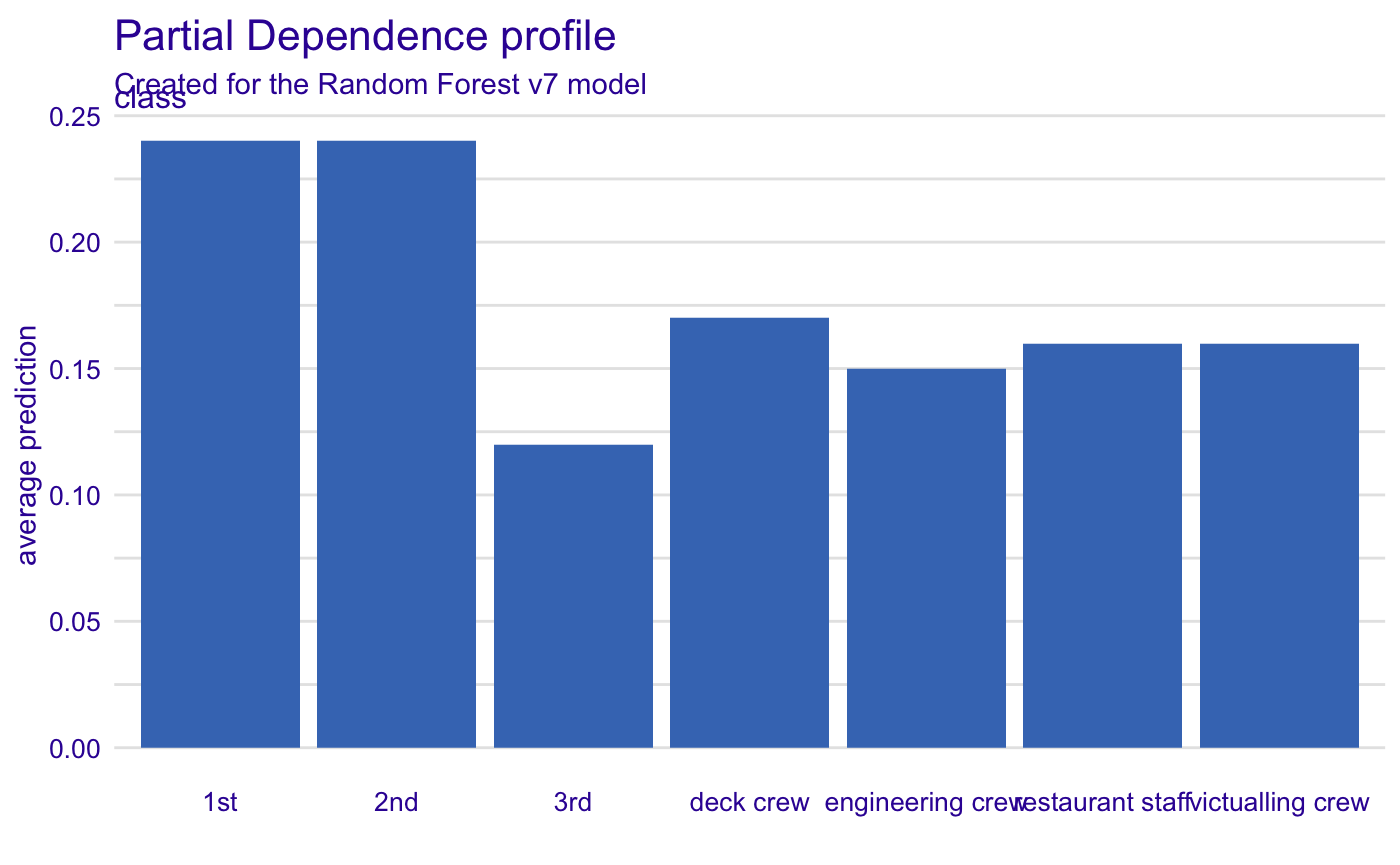 Partial Dependence profile
Created for the Random Forest v7 model
class
0.25
0.20
0.15
0.10
0.05
0.00
average prediction
1st
2nd
3rd
deck crew
engineering crew
restaurant staff
victualling crew